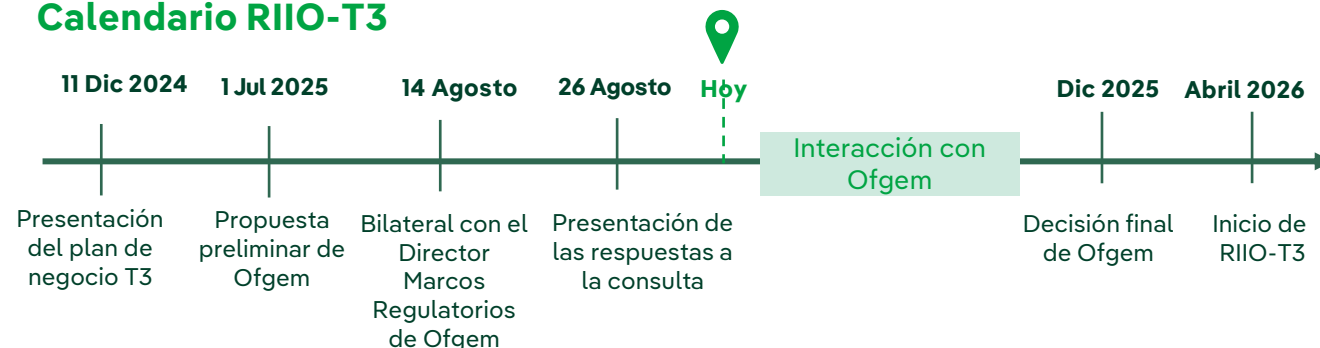 Calendario RIIO-T3
11 Dic 2024
1 Jul 2025
14 Agosto
26 Agosto
Hoy
Dic 2025
Abril 2026
Interacción con
Ofgem
Presentación
del plan de
negocio T3
Propuesta
preliminar de
Ofgem
Bilateral con el
Director
Marcos
Regulatorios
de Ofgem
Presentación de
las respuestas a
la consulta
Decisión final
de Ofgem
Inicio de
RIIO-T3